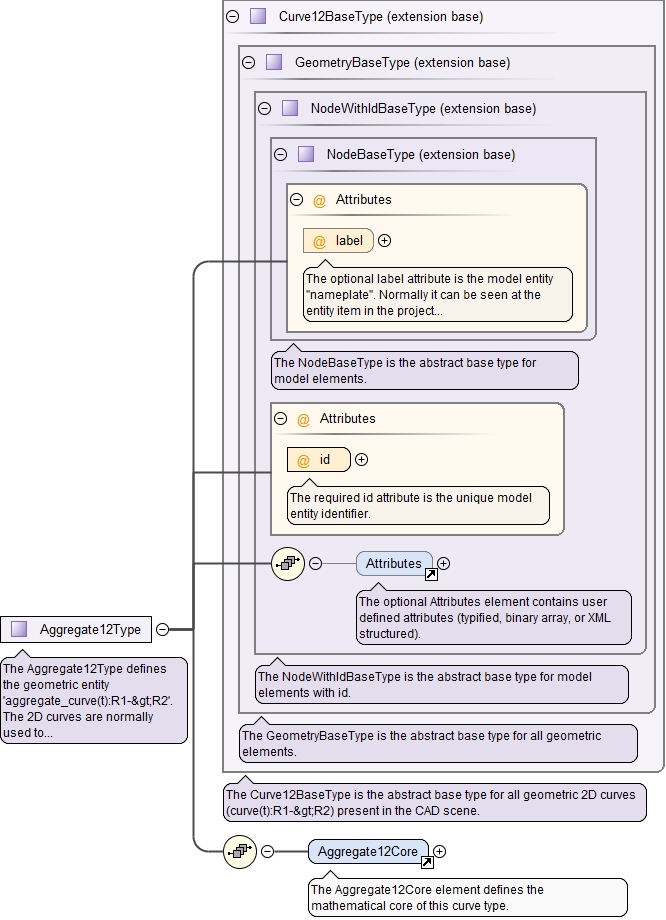 Curve12BaseType (extension base)
GeometryBaseType (extension base)
NodeWithIdBaseType (extension base)
NodeBaseType (extension base)
@ Attributes
@ label
The optional label attribute is the model entity
"nameplate". Normally it can be seen at the
entity item in the project...
The NodeBaseType is the abstract base type for
model elements.
@ Attributes
@ id
The required id attribute is the unique model
entity identifier.
Attributes
The optional Attributes element contains user
defined attributes (typified, binary array, or XML
structured).
Aggregate12Type
The Aggregate12Type defines
the geometric entity
'aggregate_curve(t):R1-&gt;R2'.
The 2D curves are normally
used to...
The NodeWithIdBaseType is the abstract base type for model
elements with id.
The GeometryBaseType is the abstract base type for all geometric
elements.
The Curve12BaseType is the abstract base type for all geometric 2D curves
(curve(t):R1-&gt;R2) present in the CAD scene.
Aggregate12Core
The Aggregate12Core element defines the
mathematical core of this curve type.